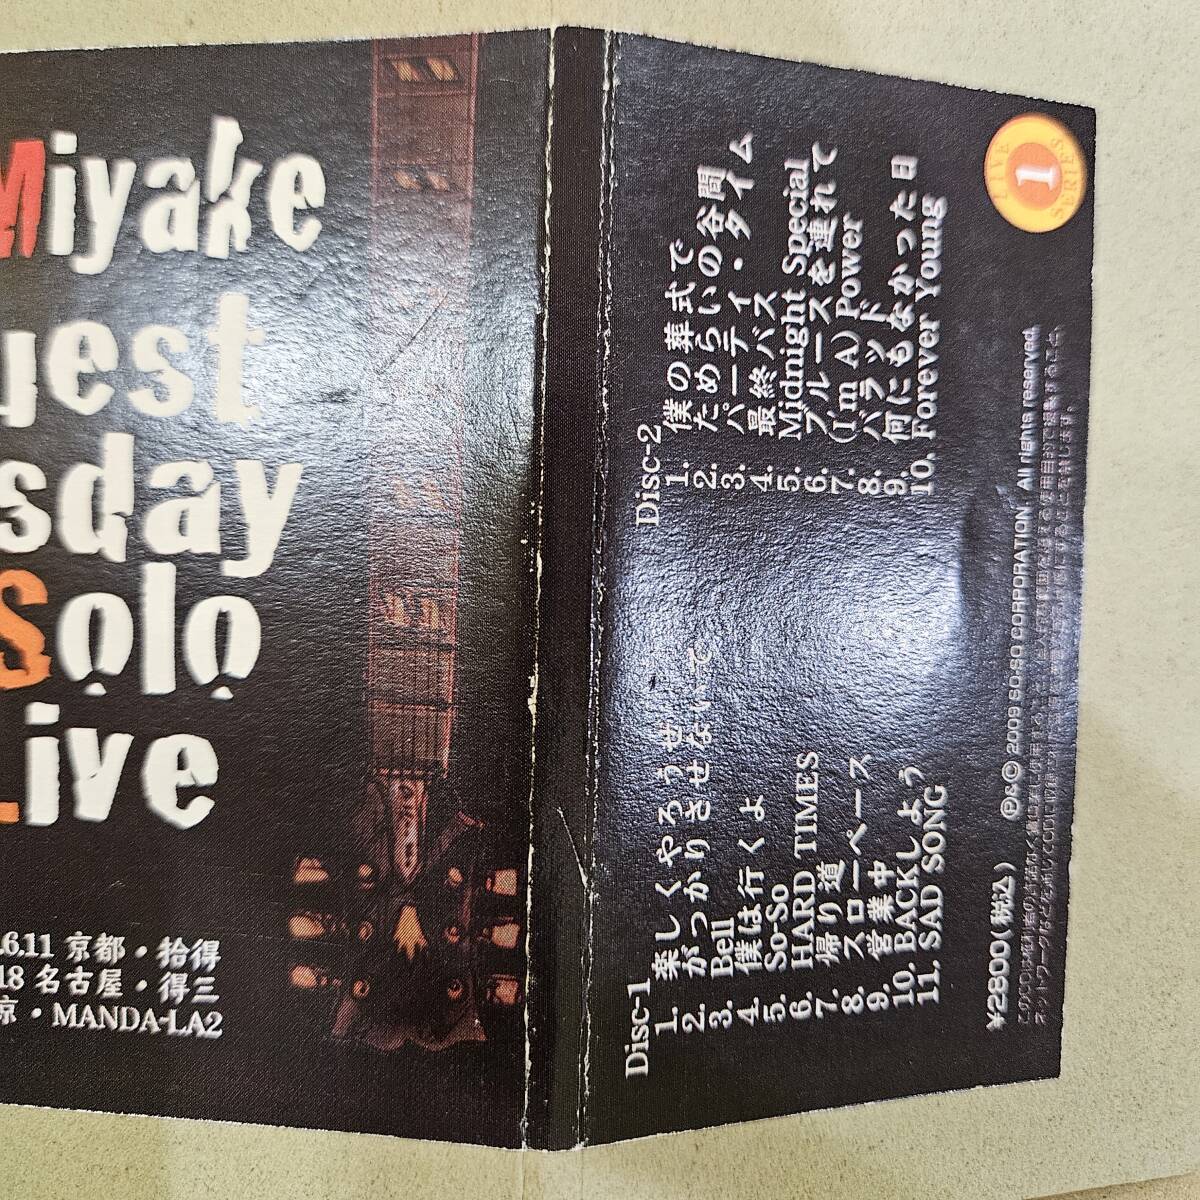 Miyake
uest
sday
Solo
Live
.6.11 京都・拾得
18 名古屋・得三
京・MANDA-LA2
Disc-1
1. 楽しくやろうぜ
2. がっかりさせないで
3. Bell
4. 僕は行くよ
5. So-So
6. HARD TIMES
7. 帰り道
8. スローペース
9. 営業中
10. BACKしよう
11. SAD SONG
Disc-2
1. 僕の葬式で
2. ためらいの谷間
3. パーティ・タイム
4. 最終バス
5. Midnight Special
6. ブルースを連れて
7. (I'm A) Power
8. バラッド
9. 何にもなかった日
10. Forever Young
LIVE
1
SERIES
¥2800(税込)
Ⓟ&Ⓒ 2009 SO-SO CORPORATION. All rights reserved.